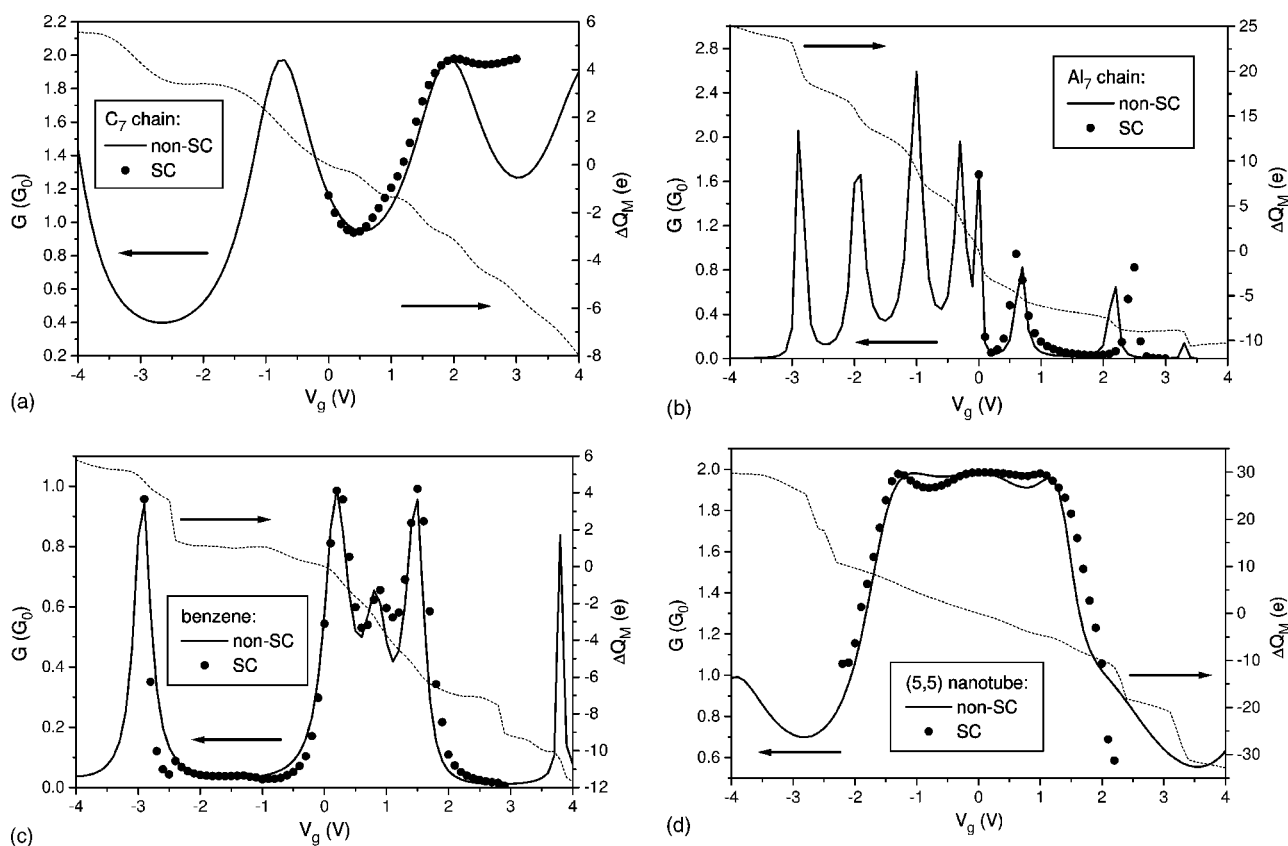 2.2
2.0
1.8
1.6
1.4
1.2
1.0
0.8
0.6
0.4
0.2
G (G0)
C7 chain:
non-SC
SC
6
4
2
0
-2
-4
-6
-8
ΔQM (e)
-4 -3 -2 -1 0 1 2 3 4
Vg (V)
(a)
2.8
2.4
2.0
1.6
1.2
0.8
0.4
0.0
G (G0)
Al7 chain:
non-SC
SC
25
20
15
10
5
0
-5
-10
ΔQM (e)
-4 -3 -2 -1 0 1 2 3 4
Vg (V)
(b)
1.0
0.8
0.6
0.4
0.2
0.0
G (G0)
benzene:
non-SC
SC
6
4
2
0
-2
-4
-6
-8
-10
-12
ΔQM (e)
-4 -3 -2 -1 0 1 2 3 4
Vg (V)
(c)
2.0
1.8
1.6
1.4
1.2
1.0
0.8
0.6
G (G0)
(5,5) nanotube:
non-SC
SC
40
30
20
10
0
-10
-20
-30
ΔQM (e)
-4 -3 -2 -1 0 1 2 3 4
Vg (V)
(d)